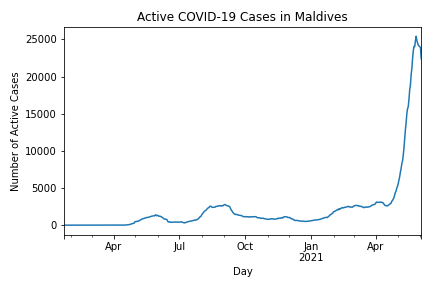 Active COVID-19 Cases in Maldives
25000
20000
15000
10000
5000
0
Number of Active Cases
Apr Jul Oct Jan Apr
2021
Day